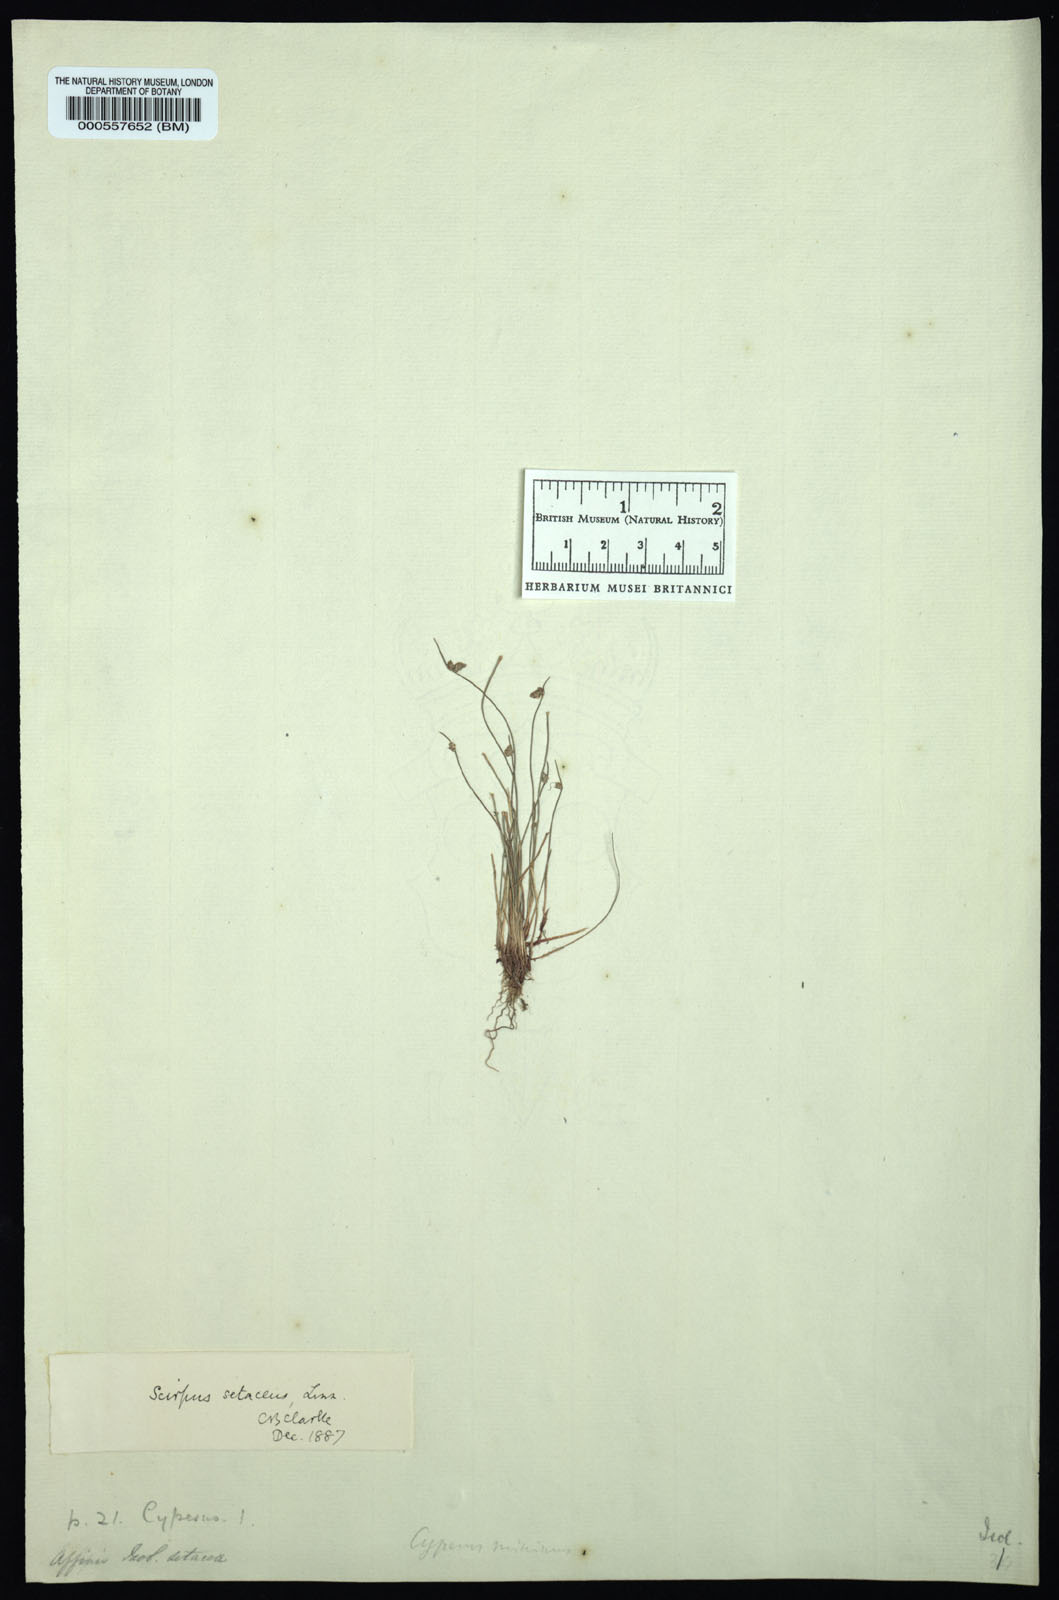 THE NATURAL HISTORY MUSEUM, LONDON
DEPARTMENT OF BOTANY
000557652 (BM)
1 2
BRITISH MUSEUM (NATURAL HISTORY)
1 2 3 4 5
HERBARIUM MUSEI BRITANNICI
Scirpus setaceus, Linn.
CB Clarke
Dec. 1887
p. 21. Cyperus. 1.
Affinis Isol. setacea
Cyperus minimus
Isol.